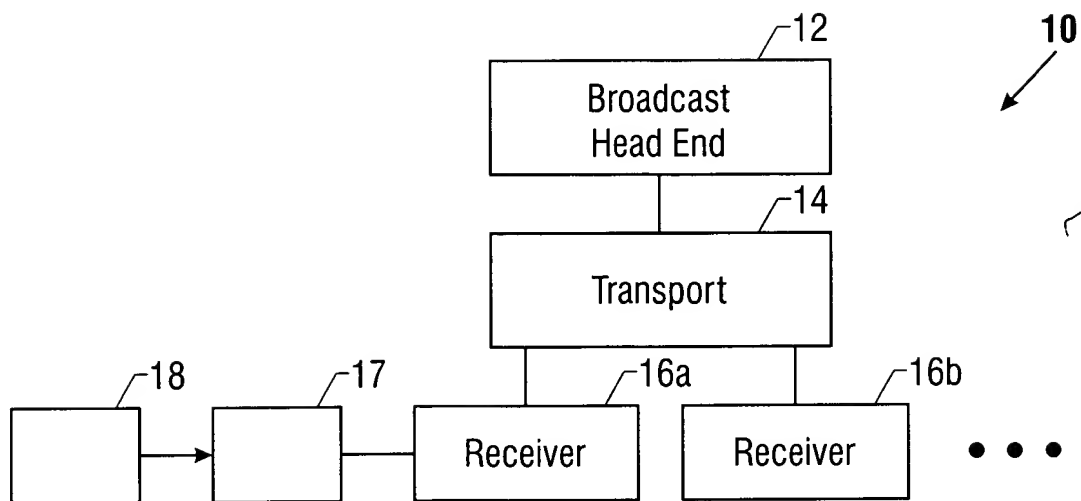 12
10
Broadcast
Head End
14
Transport
18
17
16a
16b
Receiver
Receiver